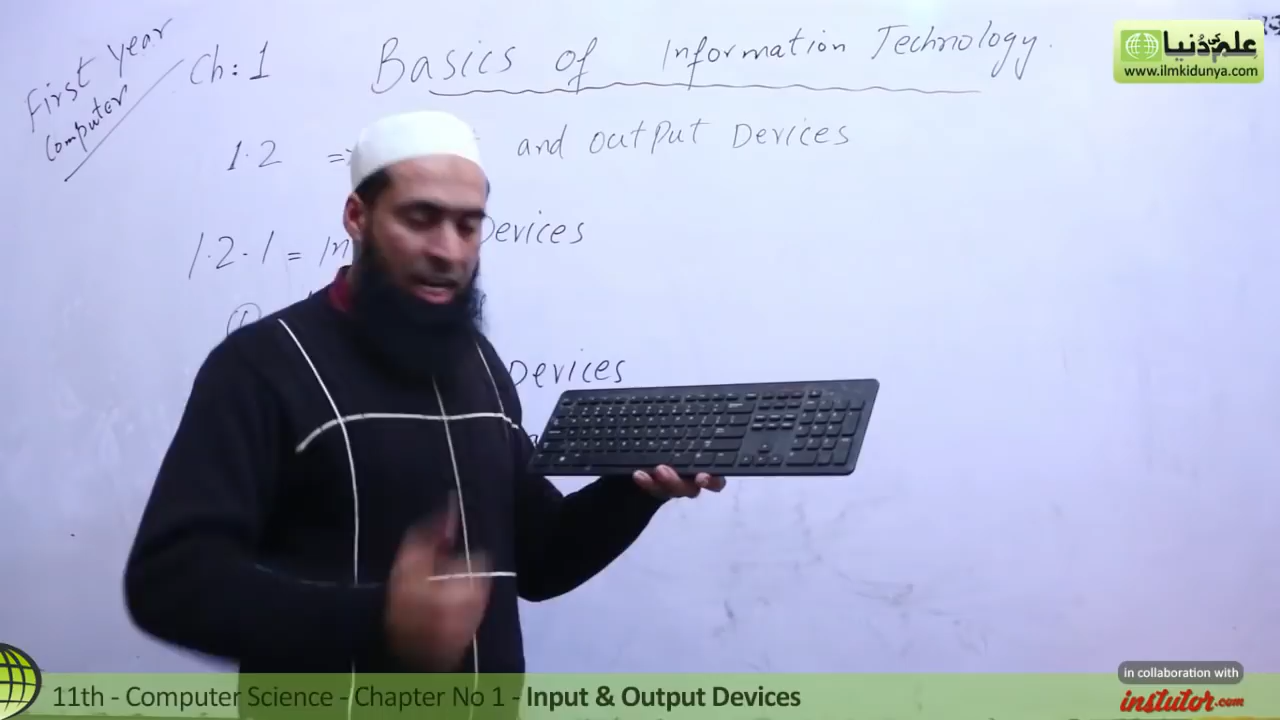 First year
Computer
Ch: 1
Basics of Information Technology.
علم کی دُنیا
www.ilmkidunya.com
1.2 => and output Devices
1.2.1 = In Devices
①
Devices
in collaboration with
instutor.com
11th - Computer Science - Chapter No 1 - Input & Output Devices